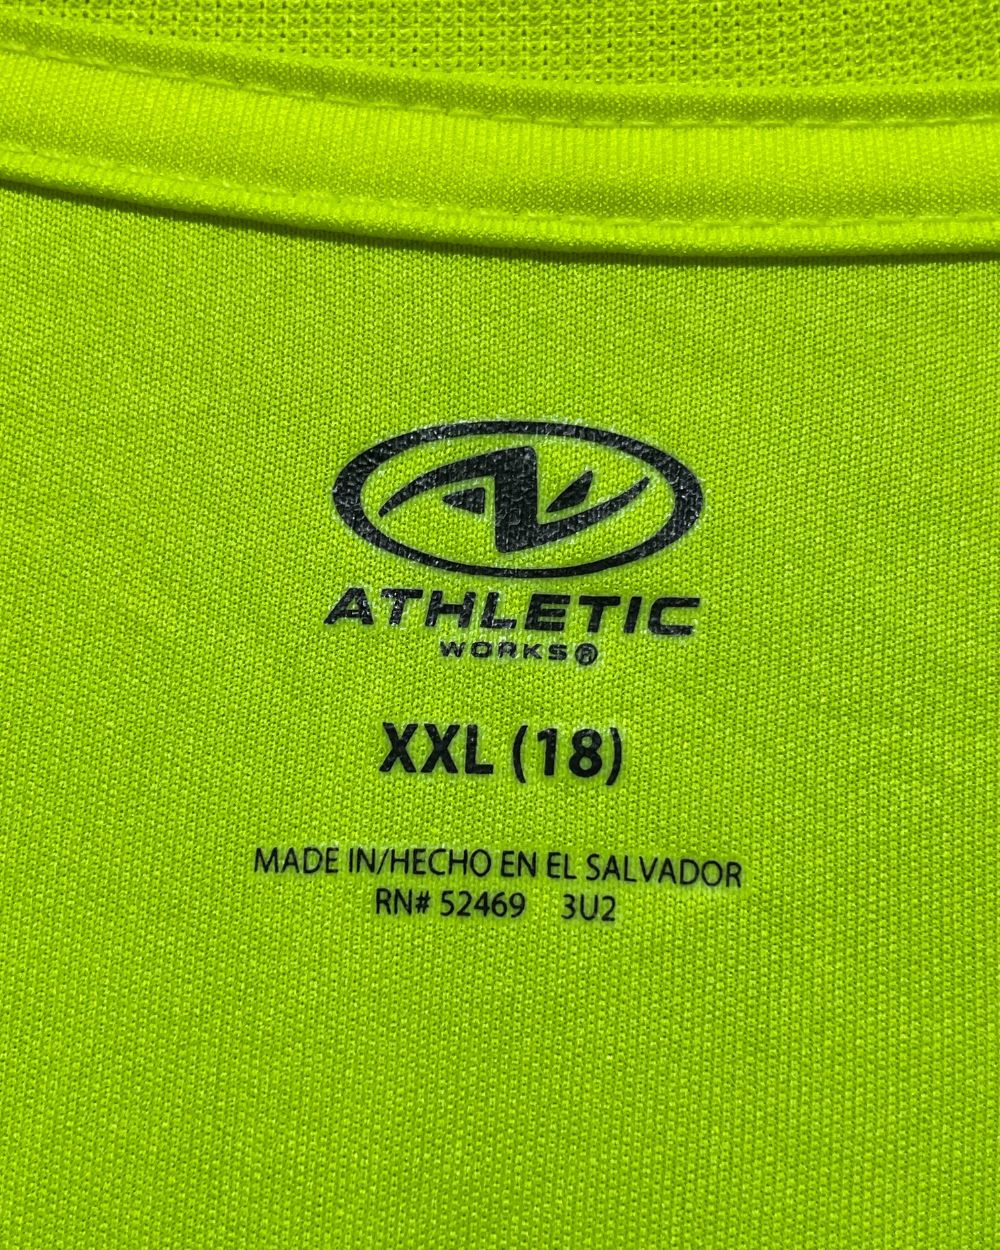 ATHLETIC
WORKS®
XXL (18)
MADE IN/HECHO EN EL SALVADOR
RN# 52469 3U2